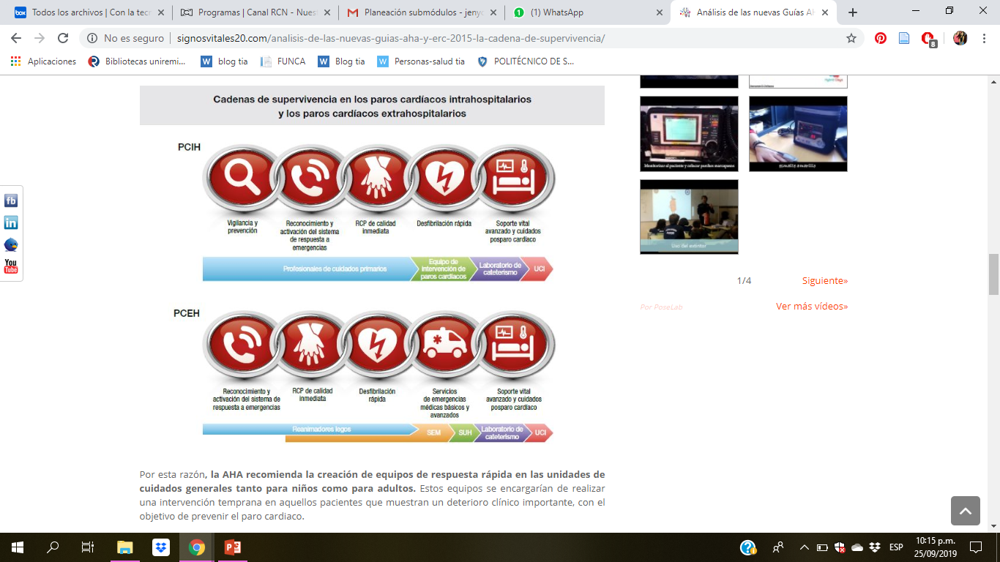 Todos los archivos | Con la tecn
Programas | Canal RCN - Nues
Planeación submódulos - jenyc
(1) WhatsApp
Análisis de las nuevas Guías AH
No es seguro | signosvitales20.com/analisis-de-las-nuevas-guias-aha-y-erc-2015-la-cadena-de-supervivencia/
8
Aplicaciones
Bibliotecas uniremi...
blog tia
FUNCA
Blog tia
Personas-salud tia
POLITÉCNICO DE S...
Cadenas de supervivencia en los paros cardíacos intrahospitalarios
y los paros cardíacos extrahospitalarios
PCIH
Vigilancia y
prevención
Reconocimiento y
activación del sistema
de respuesta a
emergencias
RCP de calidad
inmediata
Desfibrilación rápida
Soporte vital
avanzado y cuidados
posparo cardíaco
Profesionales de cuidados primarios
Equipo de
intervención de
paros cardíacos
Laboratorio de
cateterismo
UCI
PCEH
Reconocimiento y
activación del sistema de
respuesta a emergencias
RCP de calidad
inmediata
Desfibrilación
rápida
Servicios
de emergencias
médicas básicos y
avanzados
Soporte vital
avanzado y cuidados
posparo cardíaco
Reanimadores legos
SEM
SUH
Laboratorio de
cateterismo
UCI
Por esta razón, la AHA recomienda la creación de equipos de respuesta rápida en las unidades de
cuidados generales tanto para niños como para adultos. Estos equipos se encargarían de realizar
una intervención temprana en aquellos pacientes que muestran un deterioro clínico importante, con el
objetivo de prevenir el paro cardiaco.
fb
in
You
Tube
Monitorizar al paciente y colocar parches marcapasos
Uso del extintor
1/4
Siguiente»
Por PoseLab
Ver más vídeos»
ESP
10:15 p.m.
25/09/2019